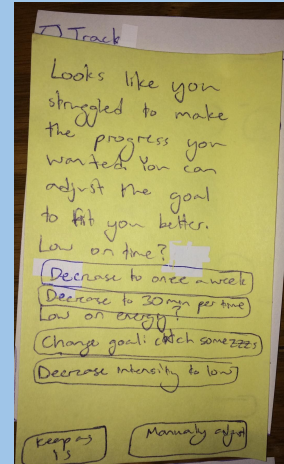 Track
Looks like you
struggled to make
the progress you
wanted. You can
adjust the goal
to fit you better.
Low on time?
Decrease to once a week
Decrease to 30 min per time
Low on energy?
Change goal: catch some zzzs
Decrease intensity to low
Keep as
is
Manually adjust